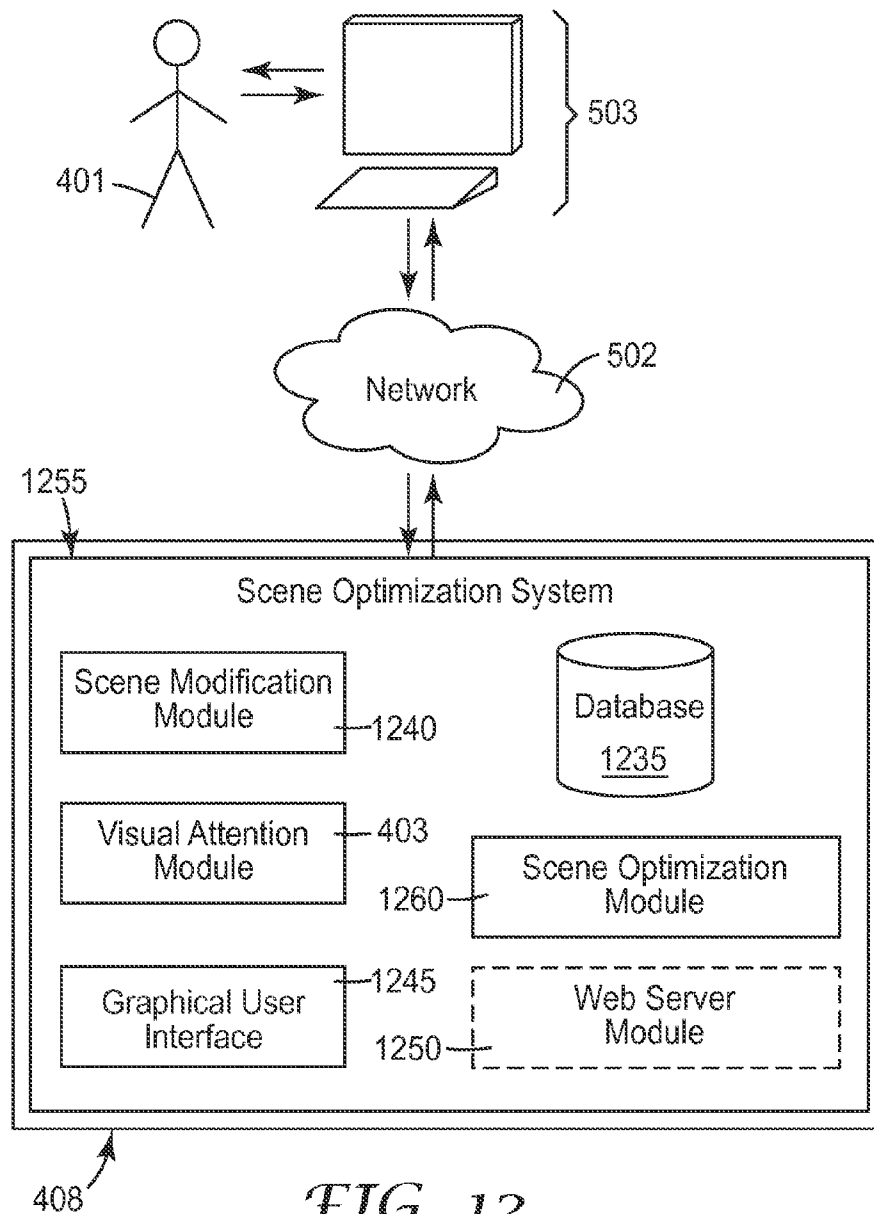 503
401
Network
502
1255
Scene Optimization System
Scene Modification
Module
1240
Database
1235
Visual Attention
Module
403
Scene Optimization
Module
1260
Graphical User
Interface
1245
Web Server
Module
1250
408
FIG.